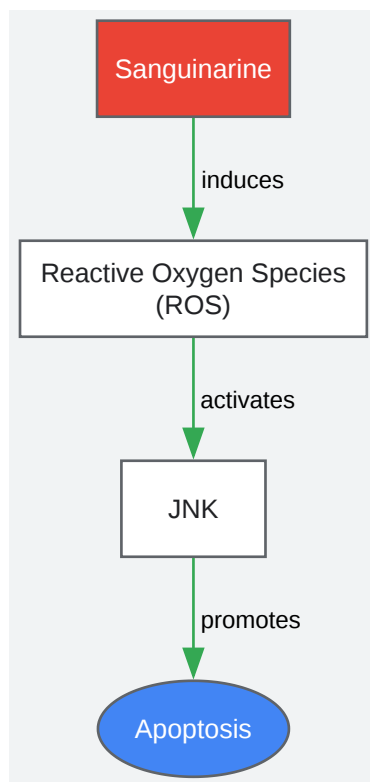 Sanguinarine
induces
Reactive Oxygen Species
(ROS)
activates
JNK
promotes
Apoptosis